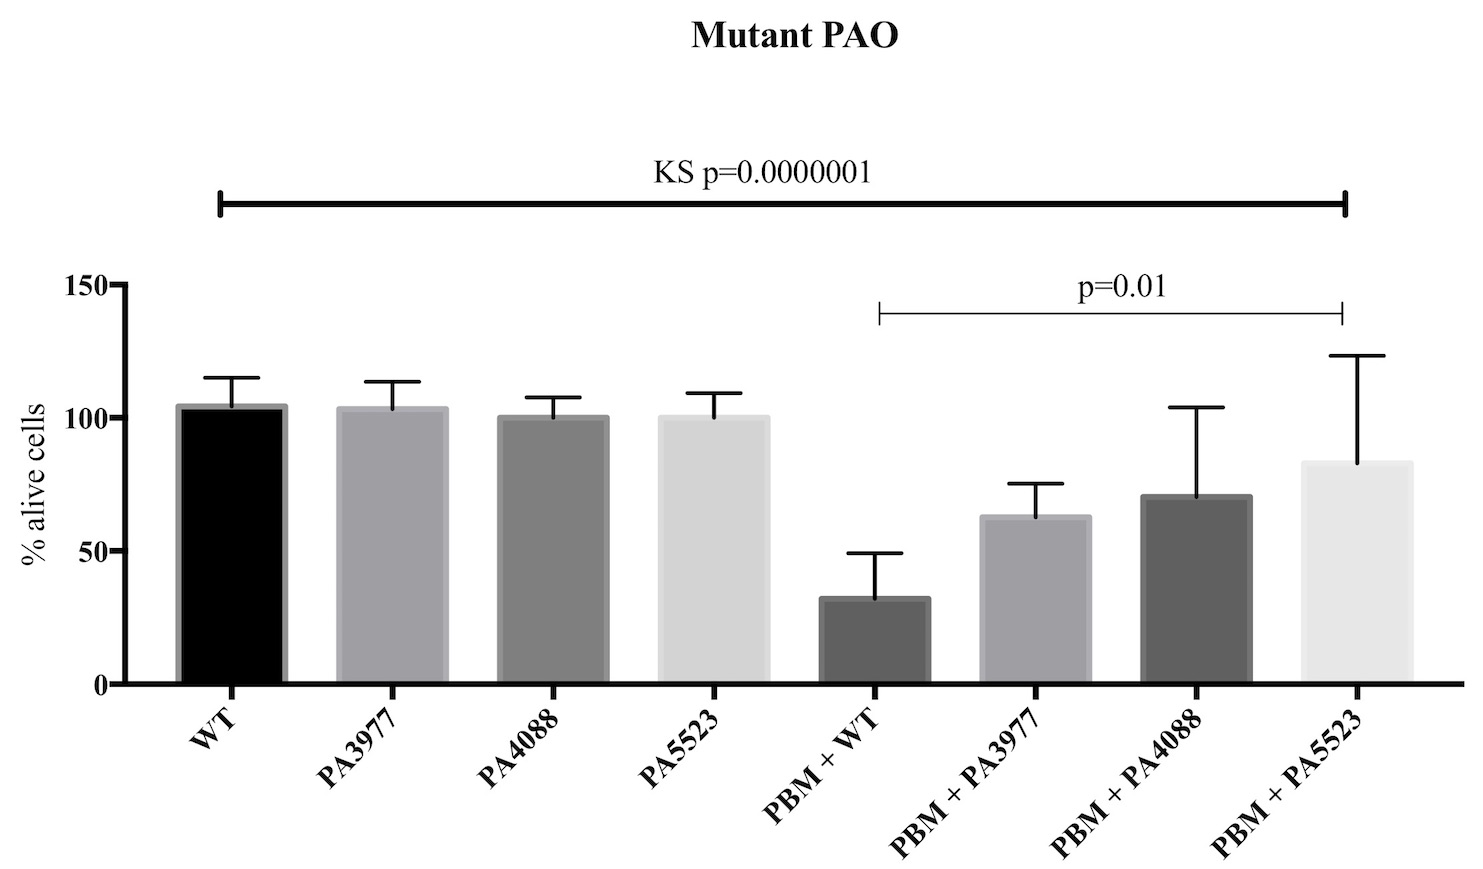 Mutant PAO
KS p=0.0000001
p=0.01
150
100
50
0
% alive cells
WT
PA3977
PA4088
PA5523
PBM + WT
PBM + PA3977
PBM + PA4088
PBM + PA5523